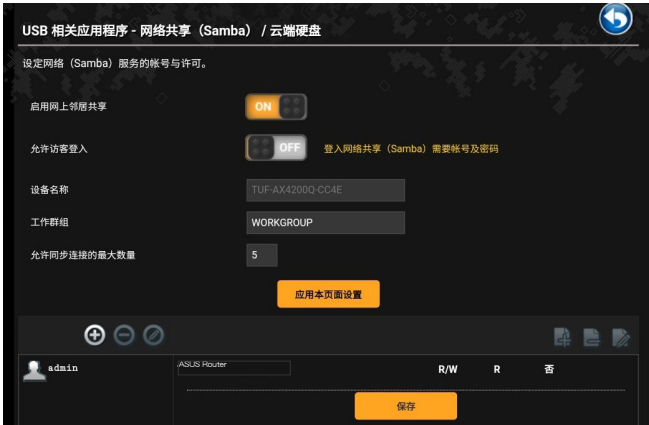 USB 相关应用程序 - 网络共享（Samba）/ 云端硬盘
设定网络（Samba）服务的帐号与许可。
启用网上邻居共享 ON
允许访客登入 OFF 登入网络共享（Samba）需要帐号及密码
设备名称 TUF-AX4200Q-CC4E
工作群组 WORKGROUP
允许同步连接的最大数量 5
应用本页面设置
admin ASUS Router R/W R 否
保存